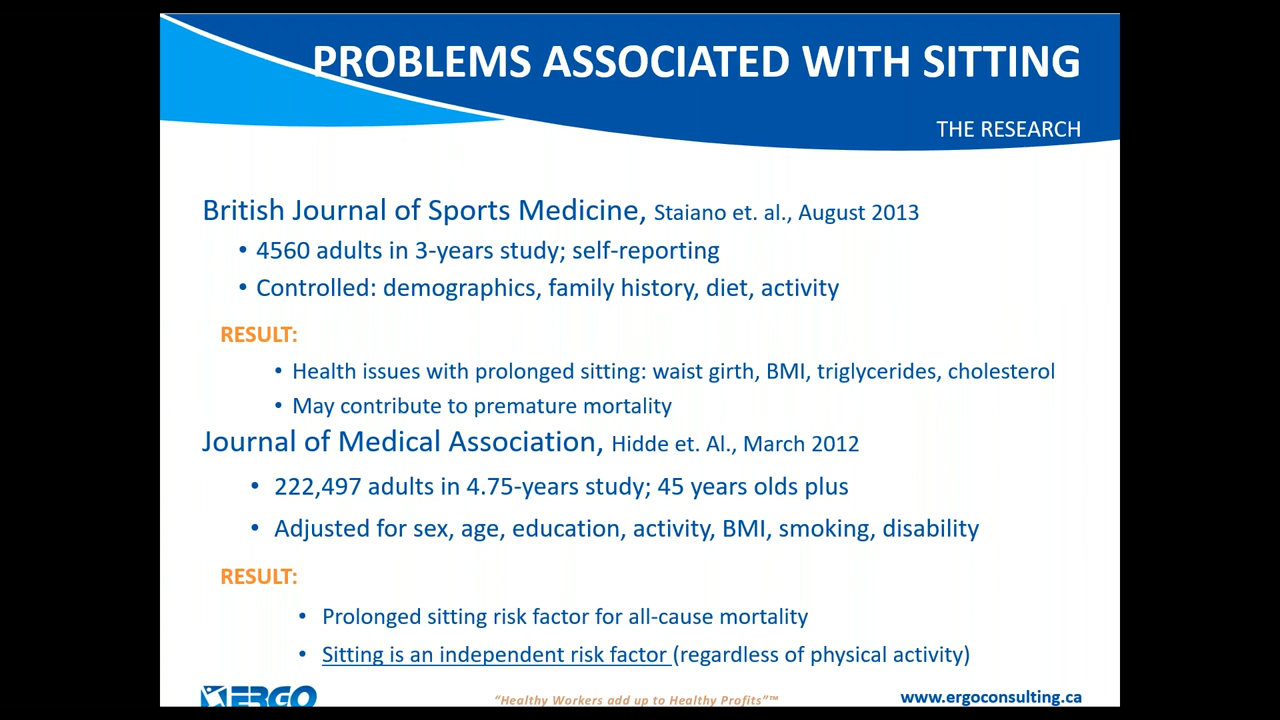 PROBLEMS ASSOCIATED WITH SITTING
THE RESEARCH
British Journal of Sports Medicine, Staiano et. al., August 2013
• 4560 adults in 3-years study; self-reporting
• Controlled: demographics, family history, diet, activity
RESULT:
• Health issues with prolonged sitting: waist girth, BMI, triglycerides, cholesterol
• May contribute to premature mortality
Journal of Medical Association, Hidde et. Al., March 2012
• 222,497 adults in 4.75-years study; 45 years olds plus
• Adjusted for sex, age, education, activity, BMI, smoking, disability
RESULT:
• Prolonged sitting risk factor for all-cause mortality
• Sitting is an independent risk factor (regardless of physical activity)
ERGO
“Healthy Workers add up to Healthy Profits”™
www.ergoconsulting.ca